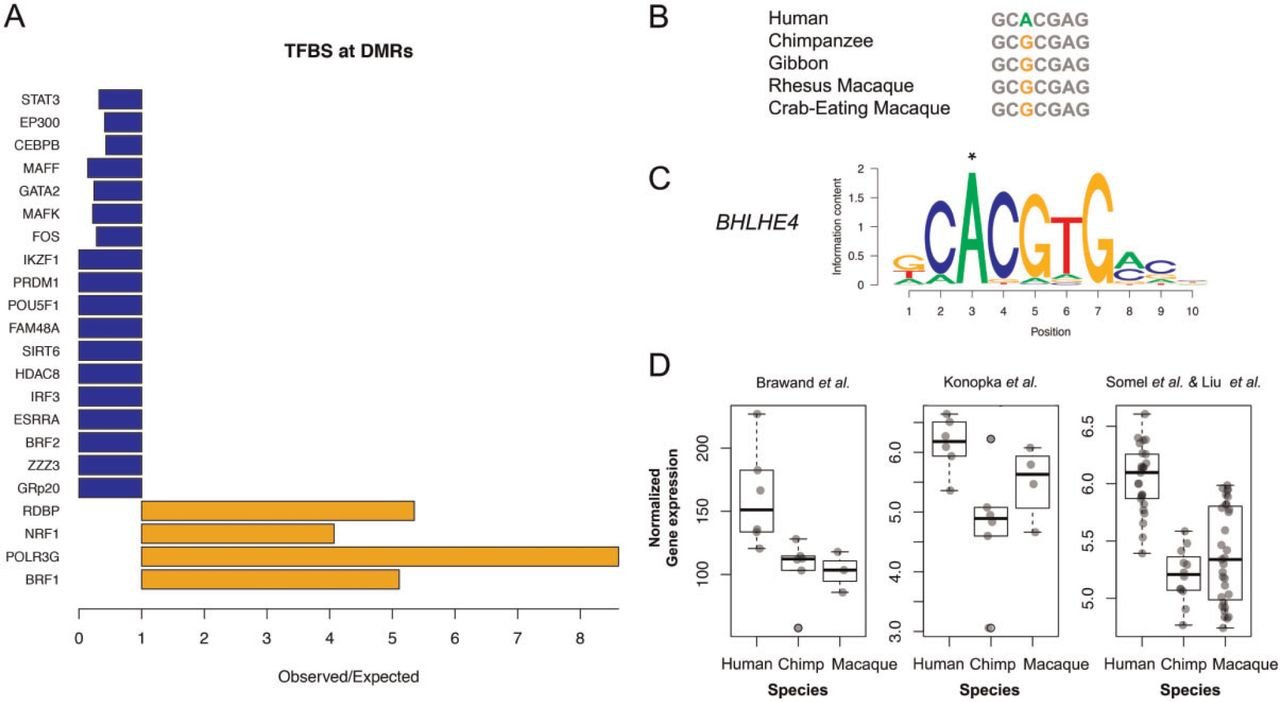 A
TFBS at DMRs
STAT3
EP300
CEBPB
MAFF
GATA2
MAFK
FOS
IKZF1
PRDM1
POU5F1
FAM48A
SIRT6
HDAC8
IRF3
ESRRA
BRF2
ZZZ3
GRp20
RDBP
NRF1
POLR3G
BRF1
0 1 2 3 4 5 6 7 8
Observed/Expected
B
Human GCACGAG
Chimpanzee GCGCGAG
Gibbon GCGCGAG
Rhesus Macaque GCGCGAG
Crab-Eating Macaque GCGCGAG
C
BHLHE4
*
Information content
2
1.5
1
0.5
0
CACGTG
1 2 3 4 5 6 7 8 9 10
Position
D
Normalized
Gene expression
Brawand et al.
200
150
100
Human Chimp Macaque
Species
Konopka et al.
6.0
5.0
4.0
3.0
Human Chimp Macaque
Species
Somel et al. & Liu et al.
6.5
6.0
5.5
5.0
Human Chimp Macaque
Species